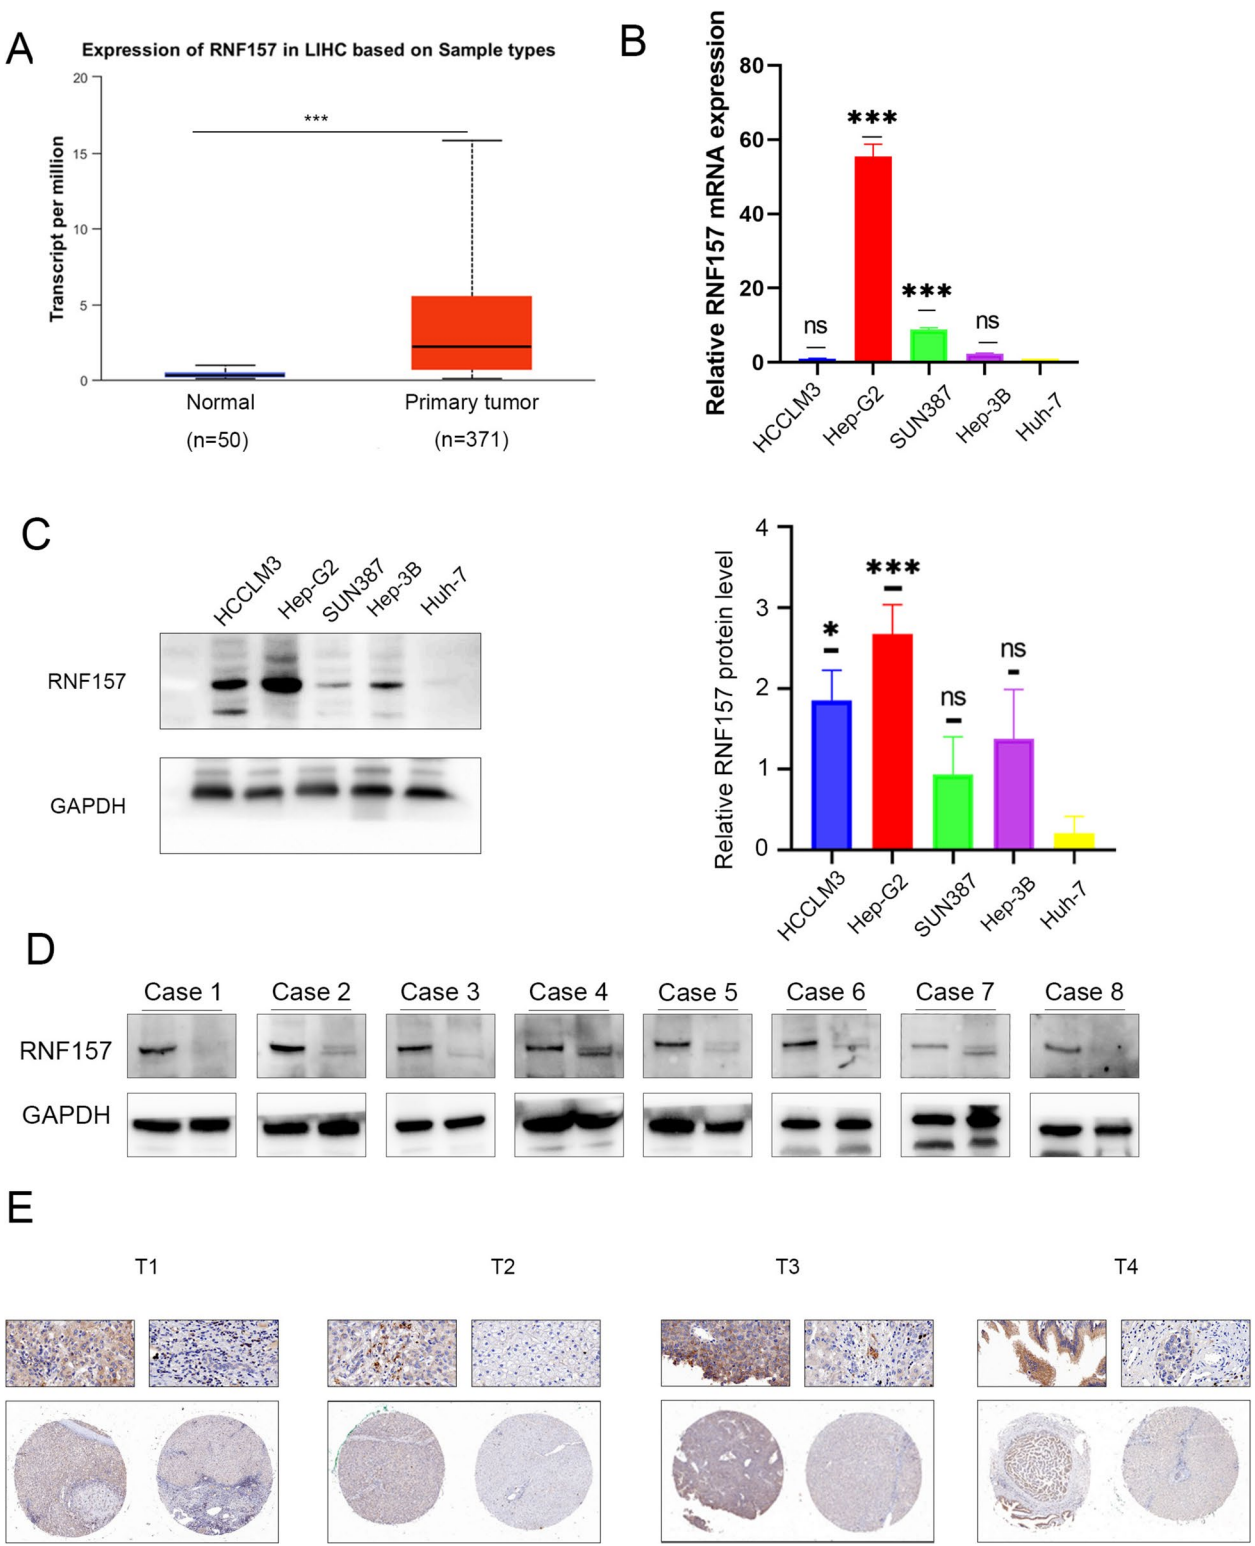 A
Expression of RNF157 in LIHC based on Sample types
Transcript per million
20
15
10
5
0
***
Normal
(n=50)
Primary tumor
(n=371)
B
Relative RNF157 mRNA expression
80
60
40
20
0
ns
***
***
ns
HCCLM3
Hep-G2
SUN387
Hep-3B
Huh-7
C
HCCLM3
Hep-G2
SUN387
Hep-3B
Huh-7
RNF157
GAPDH
Relative RNF157 protein level
4
3
2
1
0
*
***
ns
ns
HCCLM3
Hep-G2
SUN387
Hep-3B
Huh-7
D
Case 1 Case 2 Case 3 Case 4 Case 5 Case 6 Case 7 Case 8
RNF157
GAPDH
E
T1 T2 T3 T4